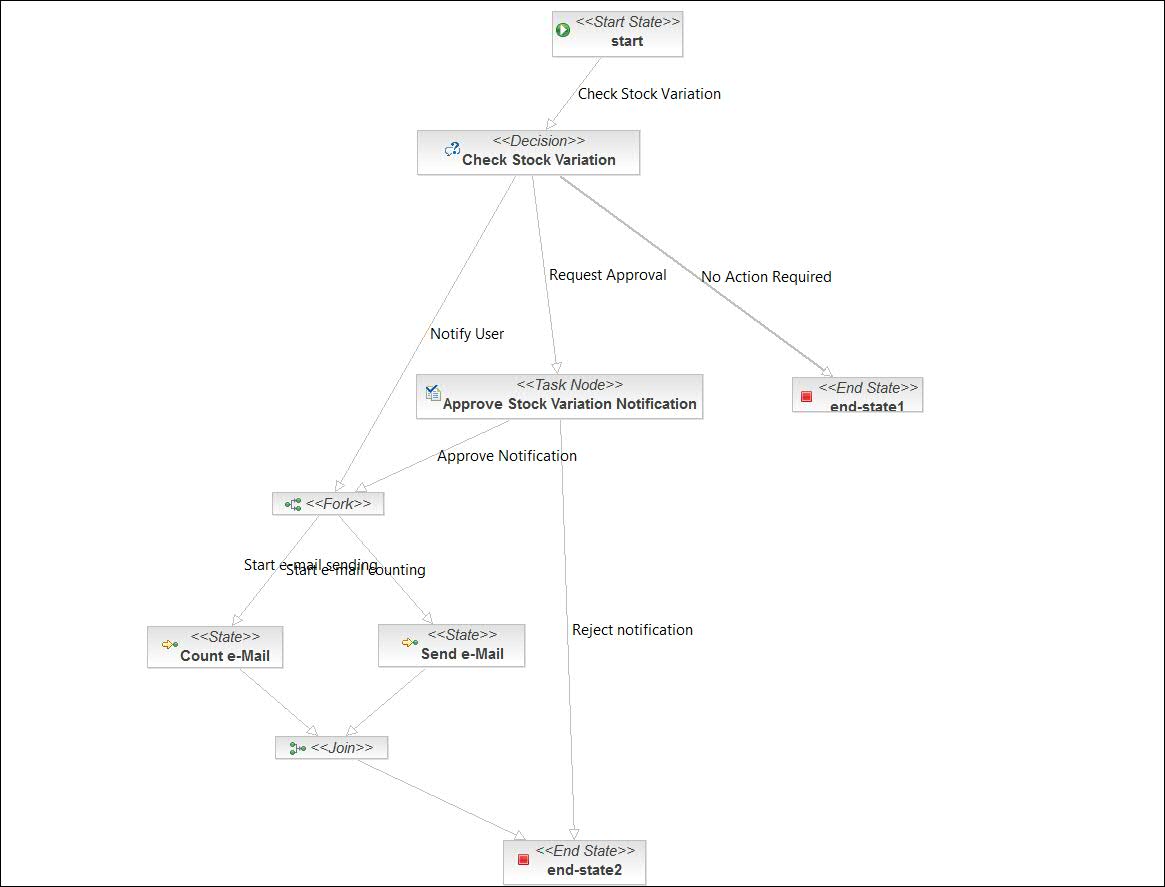 <<Start State>>
start
Check Stock Variation
<<Decision>>
Check Stock Variation
Request Approval
No Action Required
Notify User
<<Task Node>>
Approve Stock Variation Notification
<<End State>>
end-state1
Approve Notification
<<Fork>>
Start e-mail sending
Start e-mail counting
<<State>>
Count e-Mail
<<State>>
Send e-Mail
Reject notification
<<Join>>
<<End State>>
end-state2